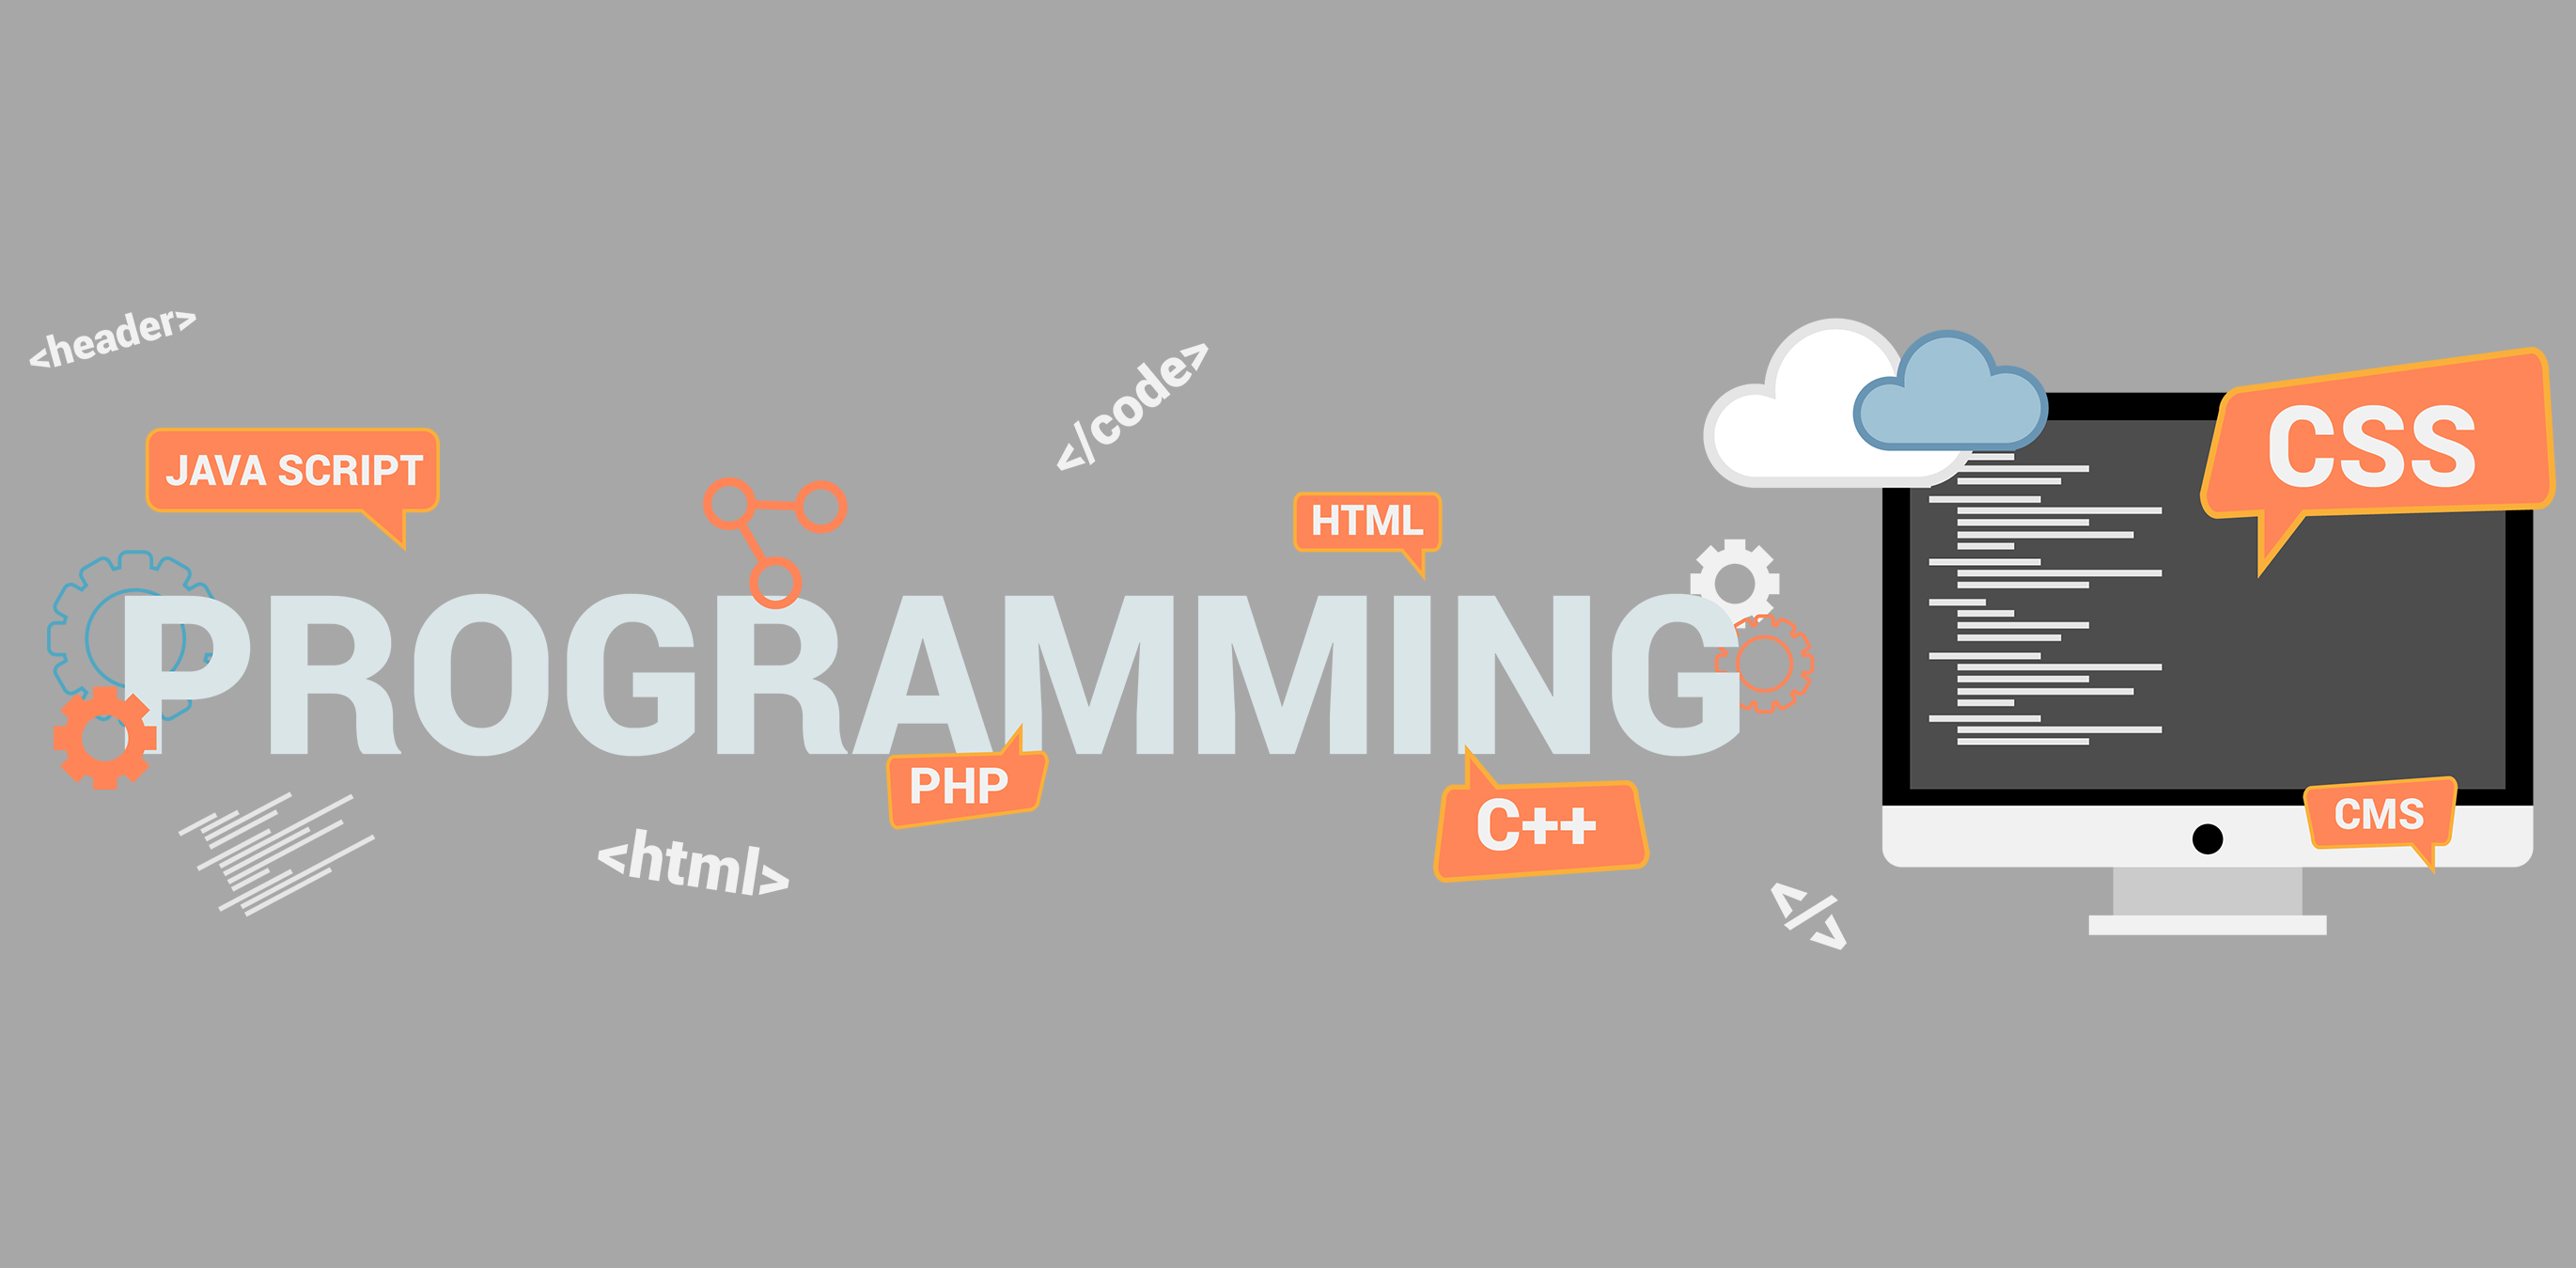 <header>
</code>
JAVA SCRIPT
HTML
CSS
PROGRAMMING
PHP
C++
CMS
<html>
</>